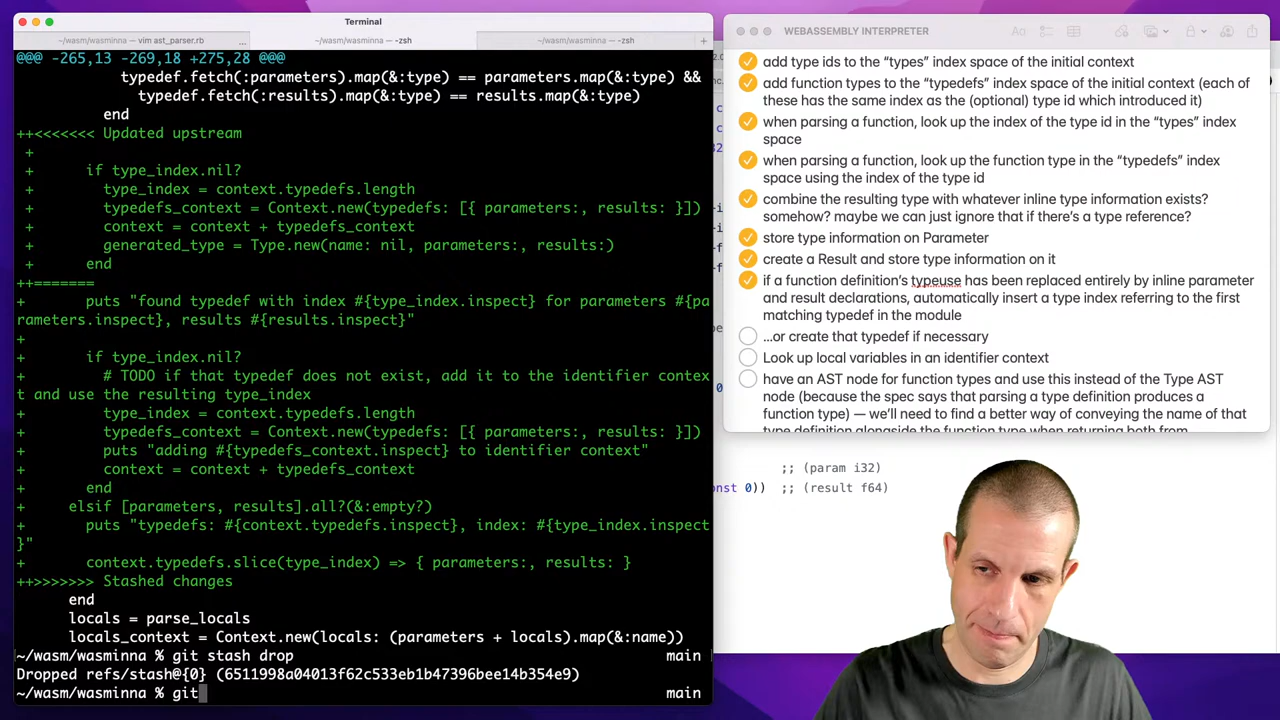 Terminal
~/wasm/wasminna — vim ast_parser.rb
...
~/wasm/wasminna — -zsh
~/wasm/wasminna — -zsh
+
@@@ -265,13 -269,18 +275,28 @@@
typedef.fetch(:parameters).map(&:type) == parameters.map(&:type) &&
typedef.fetch(:results).map(&:type) == results.map(&:type)
end
++<<<<<<< Updated upstream
+
+ if type_index.nil?
+ type_index = context.typedefs.length
+ typedefs_context = Context.new(typedefs: [{ parameters:, results: }])
+ context = context + typedefs_context
+ generated_type = Type.new(name: nil, parameters:, results:)
+ end
++=======
+ puts "found typedef with index #{type_index.inspect} for parameters #{pa
rameters.inspect}, results #{results.inspect}"
+
+ if type_index.nil?
+ # TODO if that typedef does not exist, add it to the identifier contex
t and use the resulting type_index
+ type_index = context.typedefs.length
+ typedefs_context = Context.new(typedefs: [{ parameters:, results: }])
+ puts "adding #{typedefs_context.inspect} to identifier context"
+ context = context + typedefs_context
+ end
+ elsif [parameters, results].all?(&:empty?)
+ puts "typedefs: #{context.typedefs.inspect}, index: #{type_index.inspect
}"
+ context.typedefs.slice(type_index) => { parameters:, results: }
++>>>>>>> Stashed changes
end
locals = parse_locals
locals_context = Context.new(locals: (parameters + locals).map(&:name))
~/wasm/wasminna % git stash drop main
Dropped refs/stash@{0} (6511998a04013f62c533eb1b47396bee14b354e9)
~/wasm/wasminna % git main
WEBASSEMBLY INTERPRETER
Aa
add type ids to the “types” index space of the initial context
add function types to the “typedefs” index space of the initial context (each of
these has the same index as the (optional) type id which introduced it)
when parsing a function, look up the index of the type id in the “types” index
space
when parsing a function, look up the function type in the “typedefs” index
space using the index of the type id
combine the resulting type with whatever inline type information exists?
somehow? maybe we can just ignore that if there’s a type reference?
store type information on Parameter
create a Result and store type information on it
if a function definition’s typeuse has been replaced entirely by inline parameter
and result declarations, automatically insert a type index referring to the first
matching typedef in the module
...or create that typedef if necessary
Look up local variables in an identifier context
have an AST node for function types and use this instead of the Type AST
node (because the spec says that parsing a type definition produces a
function type) — we’ll need to find a better way of conveying the name of that
type definition alongside the function type when returning both from
;; (param i32)
onst 0)) ;; (result f64)